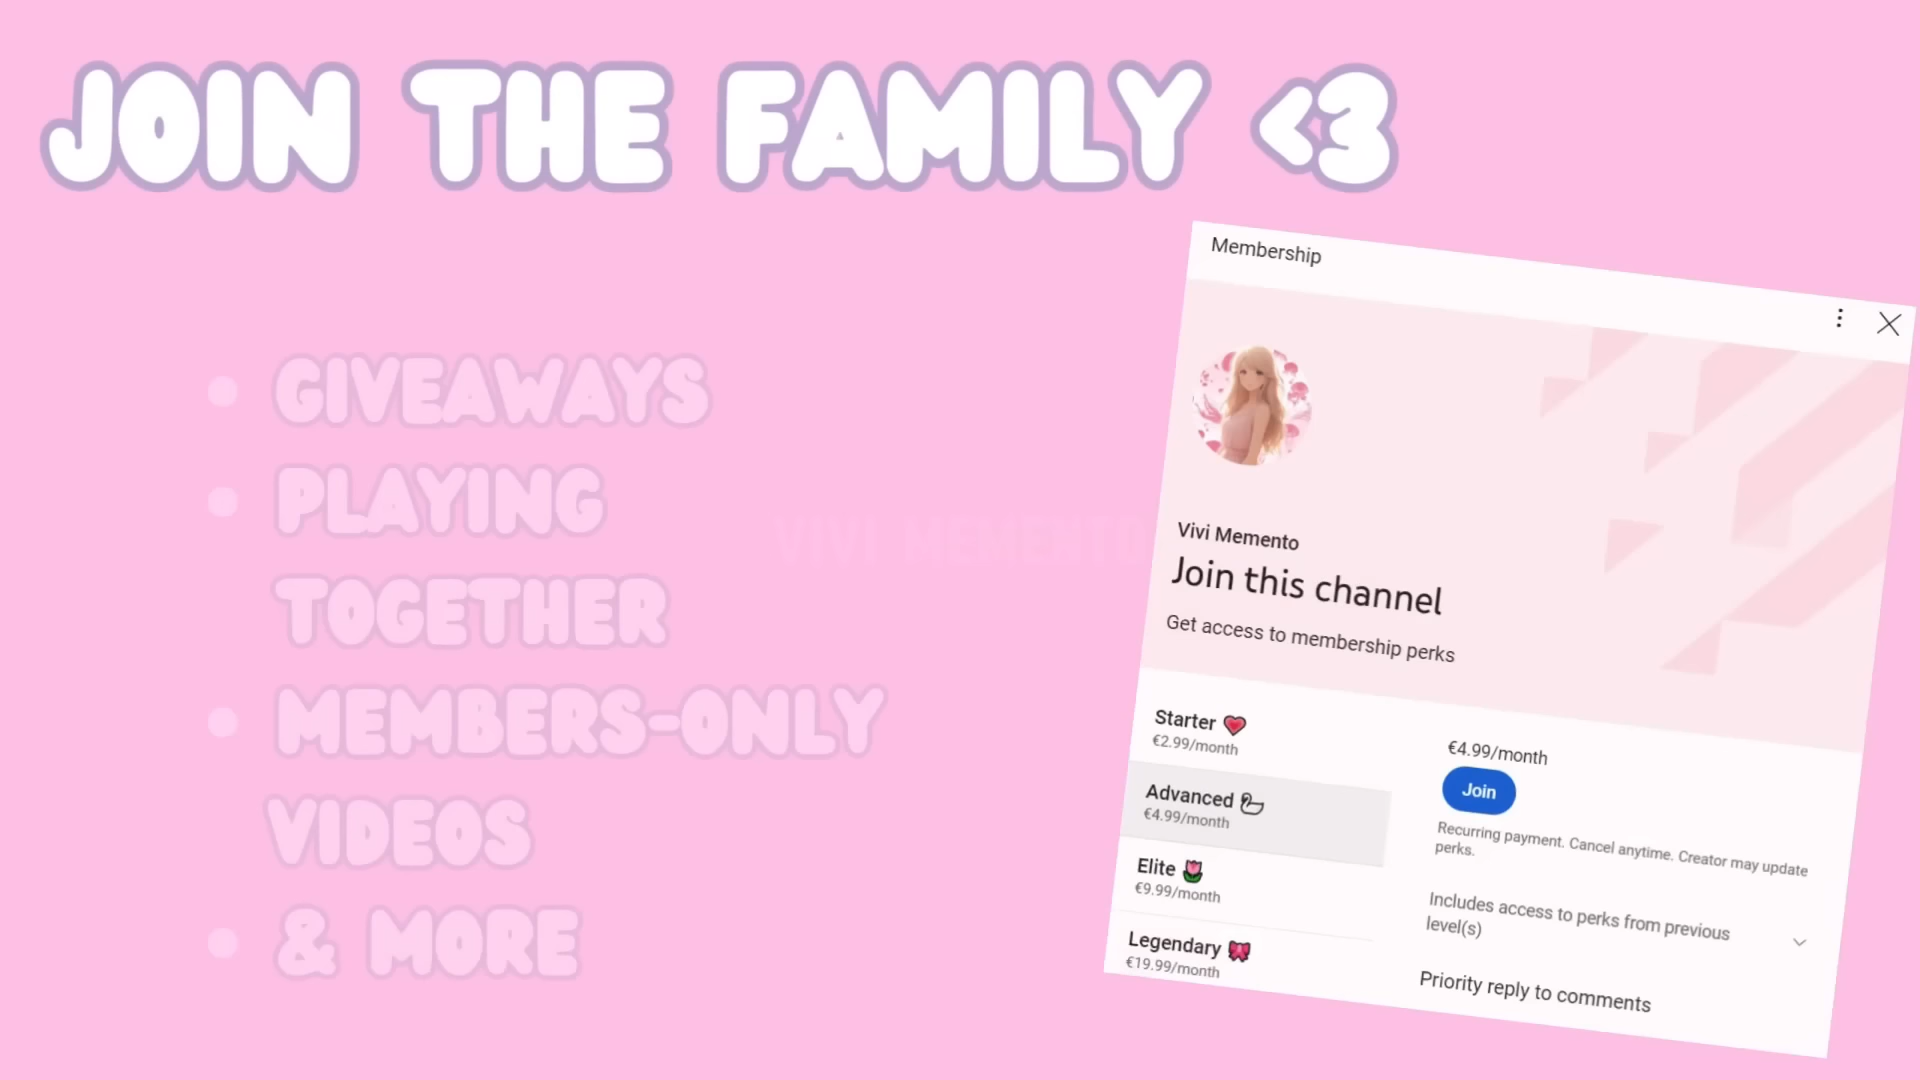 JOIN THE FAMILY <3
• GIVEAWAYS
• PLAYING
TOGETHER
• MEMBERS-ONLY
VIDEOS
• & MORE
VIVI MEMENTO
Membership
Vivi Memento
Join this channel
Get access to membership perks
Starter
€2.99/month
Advanced
€4.99/month
Elite
€9.99/month
Legendary
€19.99/month
€4.99/month
Join
Recurring payment. Cancel anytime. Creator may update
perks.
Includes access to perks from previous
level(s)
Priority reply to comments